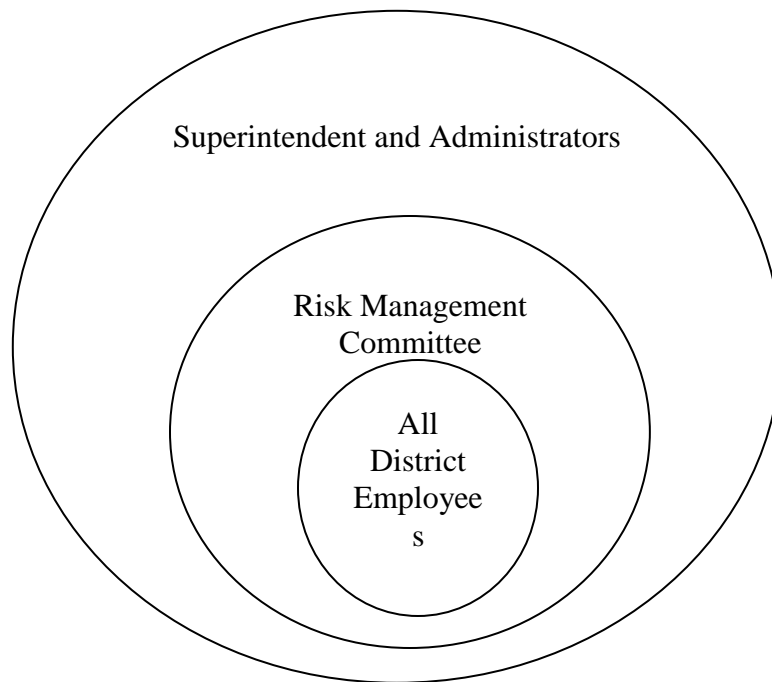 Superintendent and Administrators
Risk Management
Committee
All
District
Employee
s